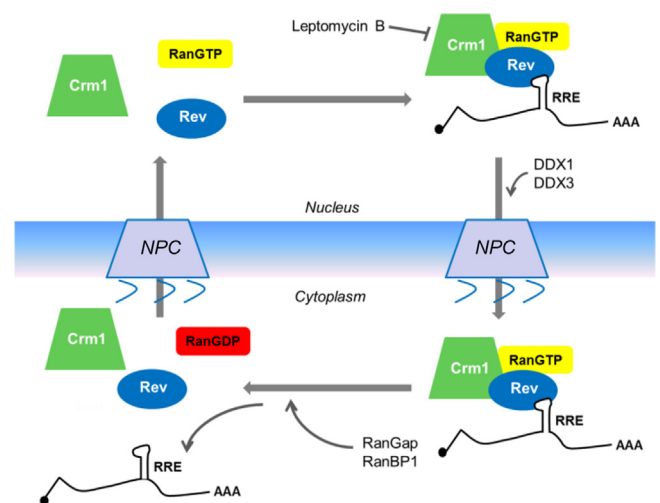 Leptomycin B
Crm1
RanGTP
Rev
Crm1
RanGTP
Rev
RRE
AAA
DDX1
DDX3
Nucleus
NPC
NPC
Cytoplasm
Crm1
RanGDP
Rev
Crm1
RanGTP
Rev
RRE
AAA
RanGap
RanBP1
RRE
AAA